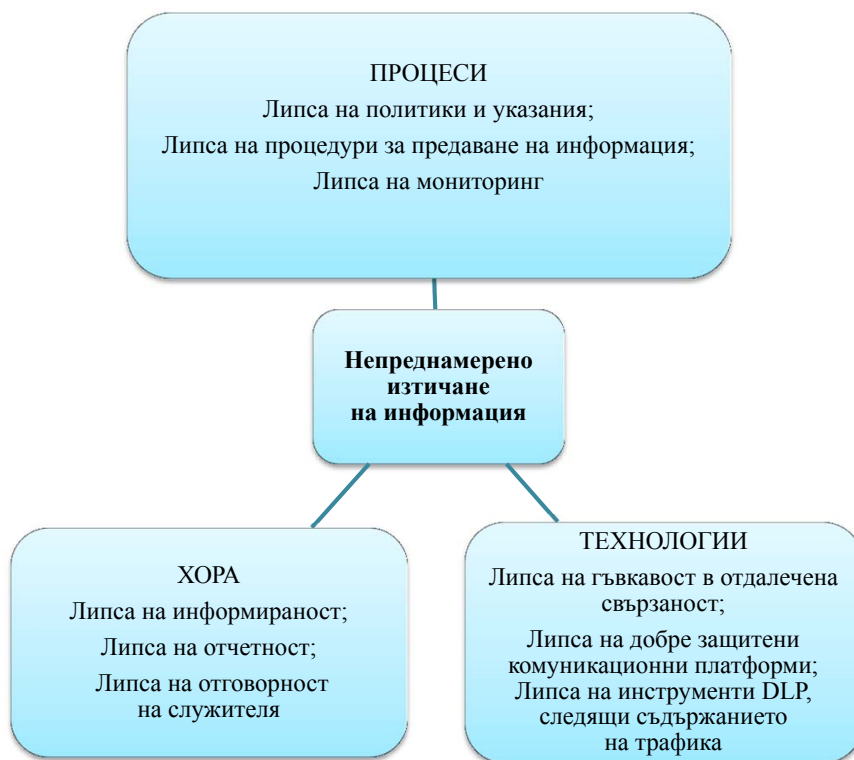 ПРОЦЕСИ
Липса на политики и указания;
Липса на процедури за предаване на информация;
Липса на мониторинг
Непреднамерено
изтичане
на информация
ХОРА
Липса на информираност;
Липса на отчетност;
Липса на отговорност
на служителя
ТЕХНОЛОГИИ
Липса на гъвкавост в отдалечена
свързаност;
Липса на добре защитени
комуникационни платформи;
Липса на инструменти DLP,
следящи съдържанието
на трафика